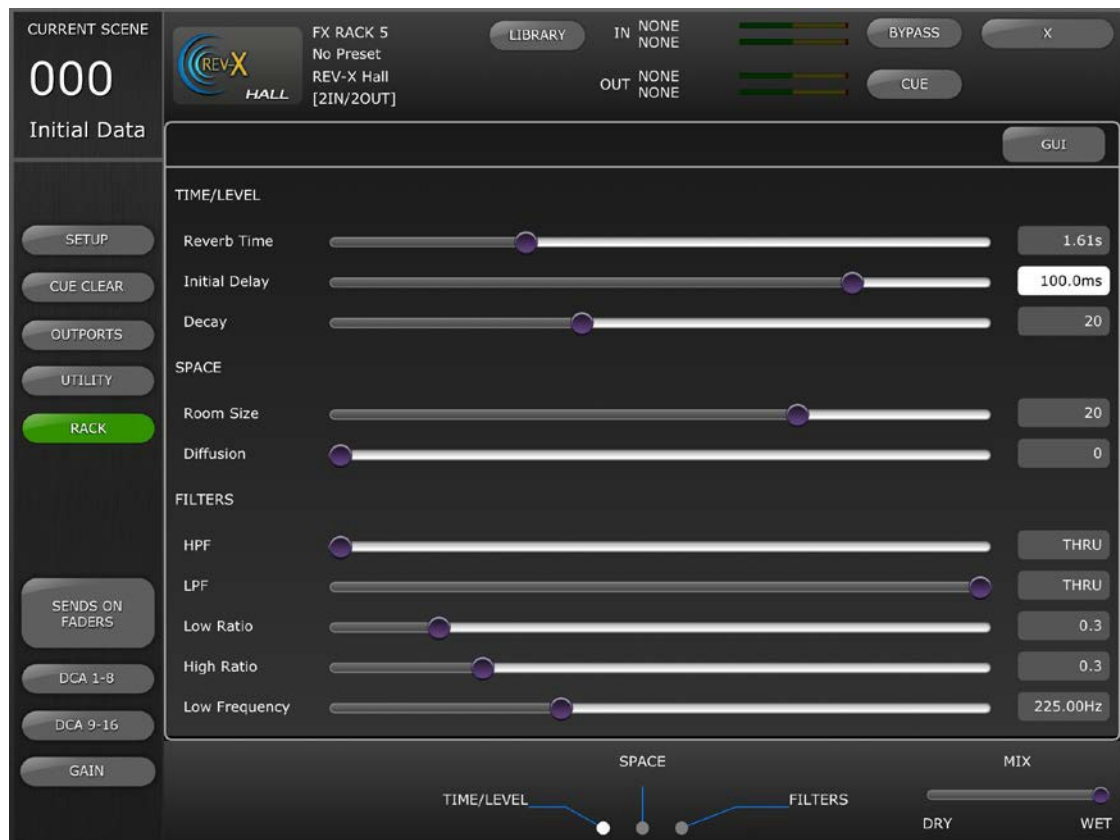 CURRENT SCENE
000
Initial Data
REV-X
HALL
FX RACK 5
No Preset
REV-X Hall
[2IN/2OUT]
LIBRARY
IN NONE
NONE
OUT NONE
NONE
BYPASS
CUE
X
GUI
SETUP
CUE CLEAR
OUTPORTS
UTILITY
RACK
SENDS ON
FADERS
DCA 1-8
DCA 9-16
GAIN
TIME/LEVEL
Reverb Time 1.61s
Initial Delay 100.0ms
Decay 20
SPACE
Room Size 20
Diffusion 0
FILTERS
HPF THRU
LPF THRU
Low Ratio 0.3
High Ratio 0.3
Low Frequency 225.00Hz
SPACE
TIME/LEVEL
FILTERS
MIX
DRY WET